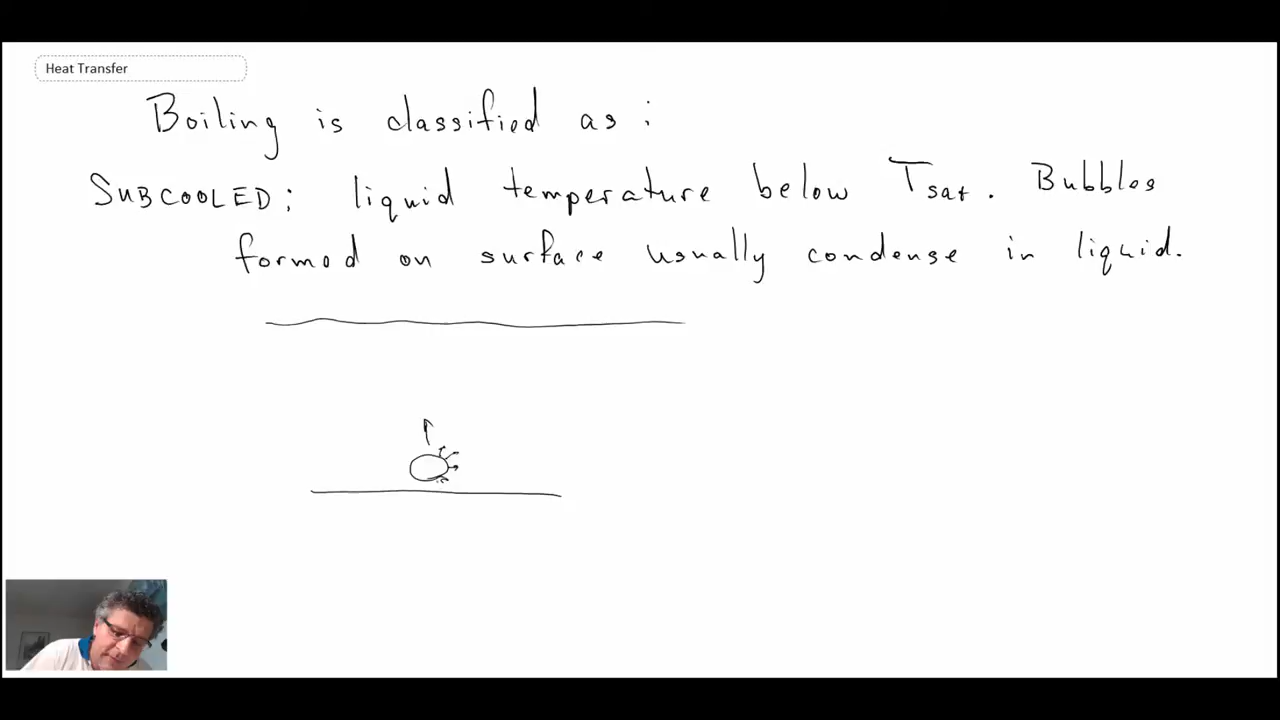 Heat Transfer
Boiling is classified as :
SUBCOOLED: liquid temperature below Tsat. Bubbles
formed on surface usually condense in liquid.